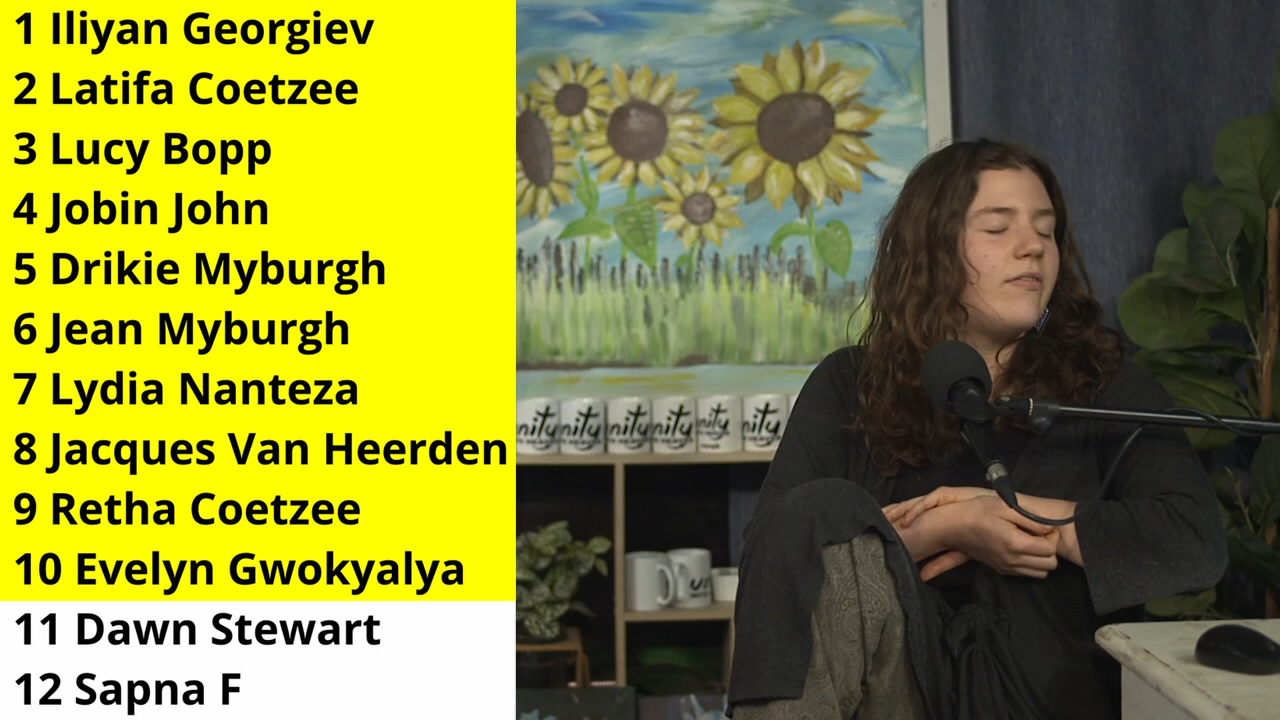 1 Iliyan Georgiev
2 Latifa Coetzee
3 Lucy Bopp
4 Jobin John
5 Drikie Myburgh
6 Jean Myburgh
7 Lydia Nanteza
8 Jacques Van Heerden
9 Retha Coetzee
10 Evelyn Gwokyalya
11 Dawn Stewart
12 Sapna F